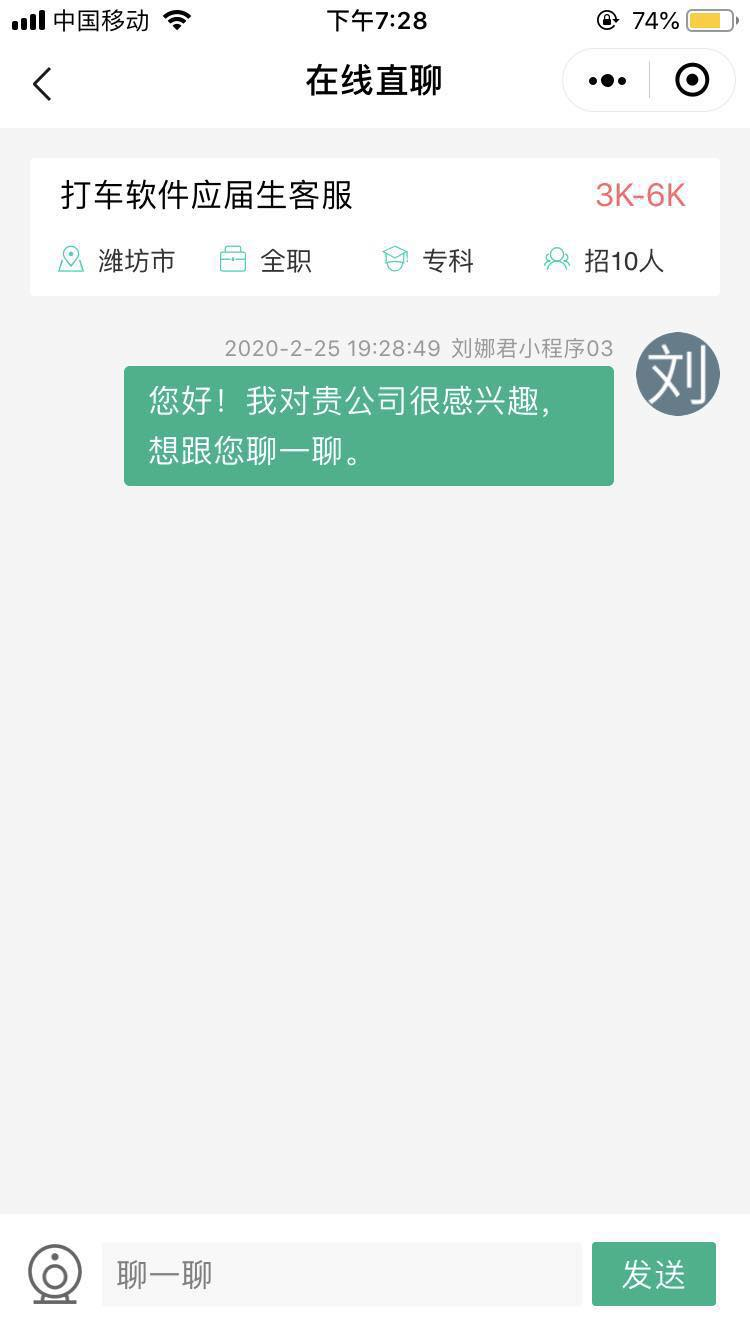 中国移动 下午7:28 74%
在线直聊
打车软件应届生客服 3K-6K
潍坊市 全职 专科 招10人
2020-2-25 19:28:49 刘娜君小程序03
刘
您好！我对贵公司很感兴趣，
想跟您聊一聊。
聊一聊 发送